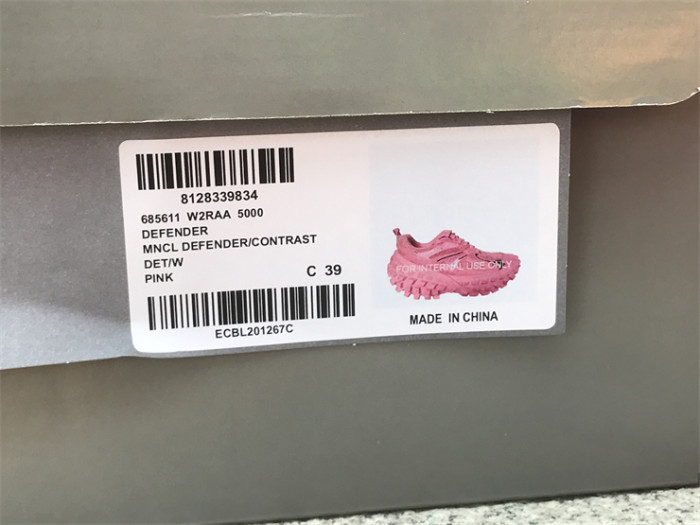 8128339834
685611 W2RAA 5000
DEFENDER
MNCL DEFENDER/CONTRAST
DET/W
PINK
C 39
ECBL201267C
FOR INTERNAL USE ONLY
MADE IN CHINA